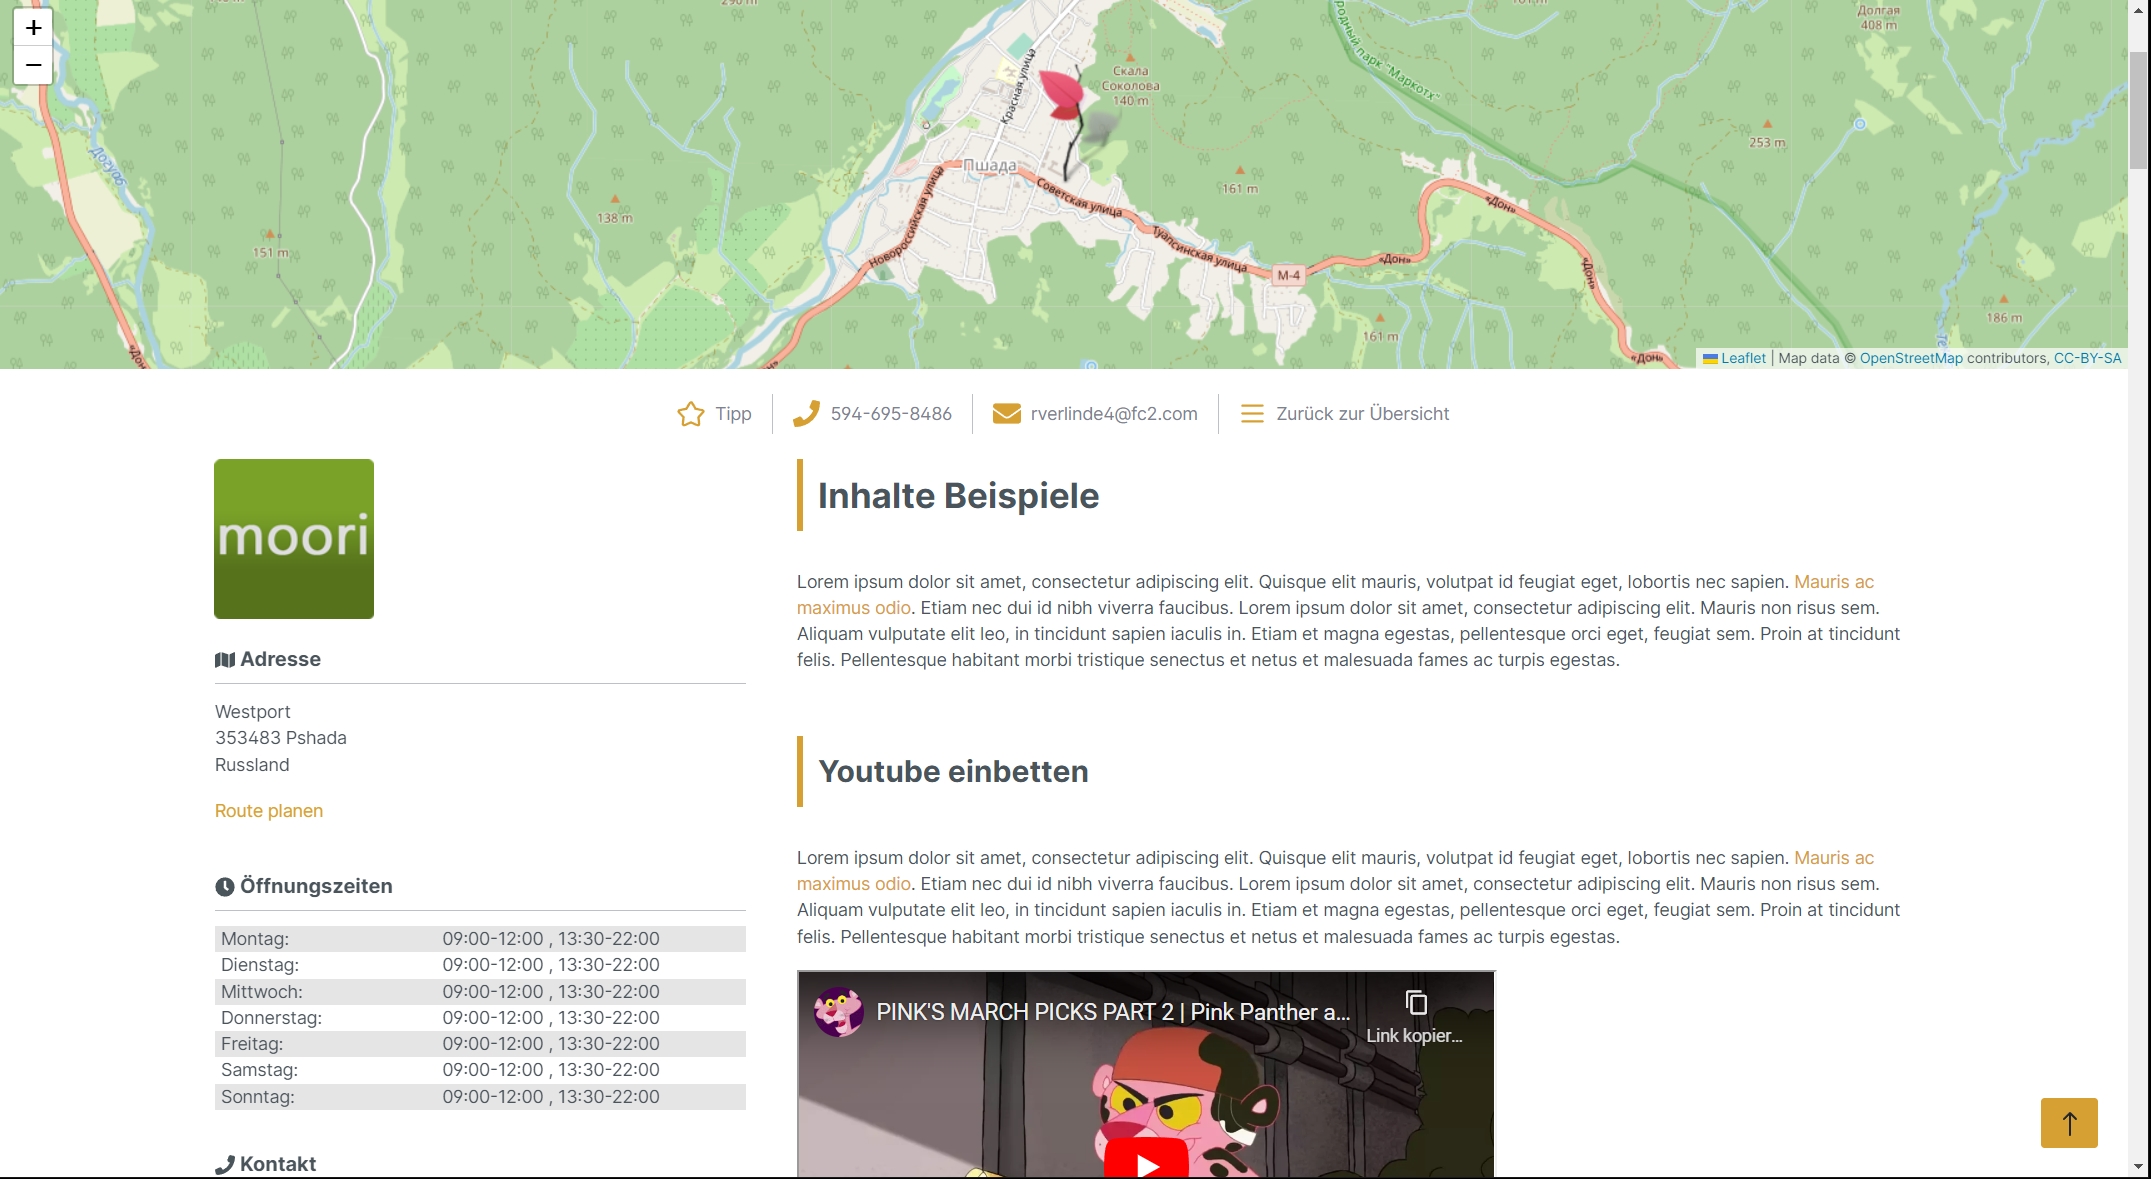 +
−
290 m
181 m
Долгая
408 m
родный парк "Маркотх"
Красная улица
Скала
Соколова
140 m
253 m
Догуаб
Пшада
161 m
Советская улица
138 m
«Дон»
Новороссийская улица
Туапсинская улица
151 m
«Дон»
М-4
«Дон»
186 m
161 m
«Дон»
«Дон»
Leaflet | Map data © OpenStreetMap contributors, CC-BY-SA
Tipp
594-695-8486
rverlinde4@fc2.com
Zurück zur Übersicht
moori
Adresse
Westport
353483 Pshada
Russland
Route planen
Öffnungszeiten
Montag: 09:00-12:00 , 13:30-22:00
Dienstag: 09:00-12:00 , 13:30-22:00
Mittwoch: 09:00-12:00 , 13:30-22:00
Donnerstag: 09:00-12:00 , 13:30-22:00
Freitag: 09:00-12:00 , 13:30-22:00
Samstag: 09:00-12:00 , 13:30-22:00
Sonntag: 09:00-12:00 , 13:30-22:00
Kontakt
Inhalte Beispiele
Lorem ipsum dolor sit amet, consectetur adipiscing elit. Quisque elit mauris, volutpat id feugiat eget, lobortis nec sapien. Mauris ac
maximus odio. Etiam nec dui id nibh viverra faucibus. Lorem ipsum dolor sit amet, consectetur adipiscing elit. Mauris non risus sem.
Aliquam vulputate elit leo, in tincidunt sapien iaculis in. Etiam et magna egestas, pellentesque orci eget, feugiat sem. Proin at tincidunt
felis. Pellentesque habitant morbi tristique senectus et netus et malesuada fames ac turpis egestas.
Youtube einbetten
Lorem ipsum dolor sit amet, consectetur adipiscing elit. Quisque elit mauris, volutpat id feugiat eget, lobortis nec sapien. Mauris ac
maximus odio. Etiam nec dui id nibh viverra faucibus. Lorem ipsum dolor sit amet, consectetur adipiscing elit. Mauris non risus sem.
Aliquam vulputate elit leo, in tincidunt sapien iaculis in. Etiam et magna egestas, pellentesque orci eget, feugiat sem. Proin at tincidunt
felis. Pellentesque habitant morbi tristique senectus et netus et malesuada fames ac turpis egestas.
PINK'S MARCH PICKS PART 2 | Pink Panther a...
Link kopier...